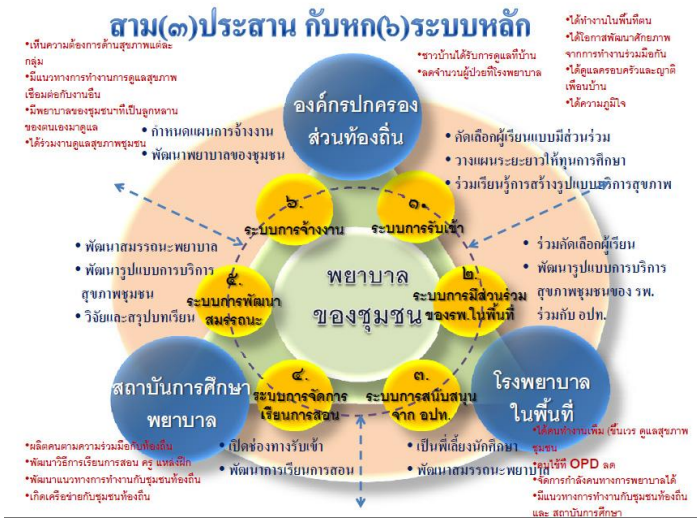 สาม(๓)ประสาน กับหก(๖)ระบบหลัก
•เห็นความต้องการด้านสุขภาพแต่ละ
กลุ่ม
•มีแนวทางการทำงานการดูแลสุขภาพ
เชื่อมต่อกับงานอื่น
•มีพยาบาลของชุมชนาที่เป็นลูกหลาน
ของตนเองมาดูแล
•ได้ร่วมงานดูแลสุขภาพชุมชน
•ชาวบ้านได้รับการดูแลที่บ้าน
•ลดจำนวนผู้ป่วยที่โรงพยาบาล
•ได้ทำงานในพื้นที่ตน
•ได้โอกาสพัฒนาศักยภาพ
จากการทำงานร่วมมือกัน
•ได้ดูแลครอบครัวและญาติ
เพื่อนบ้าน
•ได้ความภูมิใจ
องค์กรปกครอง
ส่วนท้องถิ่น
• กำหนดแผนการจ้างงาน
• พัฒนาพยาบาลของชุมชน
• คัดเลือกผู้เรียนแบบมีส่วนร่วม
• วางแผนระยะยาวให้ทุนการศึกษา
• ร่วมเรียนรู้การสร้างรูปแบบบริการสุขภาพ
๖.
ระบบการจ้างงาน
๑.
ระบบการรับเข้า
• พัฒนาสมรรถนะพยาบาล
• พัฒนารูปแบบการบริการ
สุขภาพชุมชน
• วิจัยและสรุปบทเรียน
๕.
ระบบการพัฒนา
สมรรถนะ
พยาบาล
ของชุมชน
๒.
ระบบการมีส่วนร่วม
ของรพ.ในพื้นที่
• ร่วมคัดเลือกผู้เรียน
• พัฒนารูปแบบการบริการ
สุขภาพชุมชนของ รพ.
ร่วมกับ อปท.
สถาบันการศึกษา
พยาบาล
๔.
ระบบการจัดการ
เรียนการสอน
๓.
ระบบการสนับสนุน
จาก อปท.
โรงพยาบาล
ในพื้นที่
•ผลิตคนตามความร่วมมือกับท้องถิ่น
•พัฒนาวิธีการเรียนการสอน ครู แหล่งฝึก
•พัฒนาแนวทางการทำงานกับชุมชนท้องถิ่น
•เกิดเครือข่ายกับชุมชนท้องถิ่น
• เปิดช่องทางรับเข้า
• พัฒนาการเรียนการสอน
• เป็นพี่เลี้ยงนักศึกษา
• พัฒนาสมรรถนะพยาบาล
•ได้คนทำงานเพิ่ม (ขึ้นเวร ดูแลสุขภาพ
ชุมชน
•คนไข้ที่ OPD ลด
•จัดการกำลังคนทางการพยาบาลได้
•มีแนวทางการทำงานกับชุมชนท้องถิ่น
และ สถาบันการศึกษา